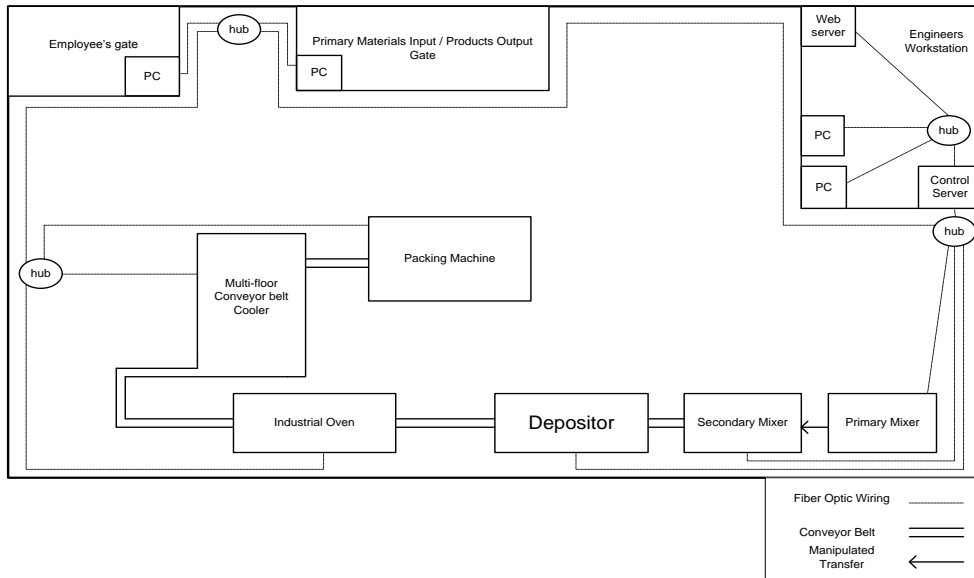 Employee's gate
hub
Primary Materials Input / Products Output
Gate
Web
server
Engineers
Workstation
PC
PC
PC
hub
PC
Control
Server
hub
hub
Multi-floor
Conveyor belt
Cooler
Packing Machine
Industrial Oven
Depositor
Secondary Mixer
Primary Mixer
Fiber Optic Wiring
Conveyor Belt
Manipulated
Transfer